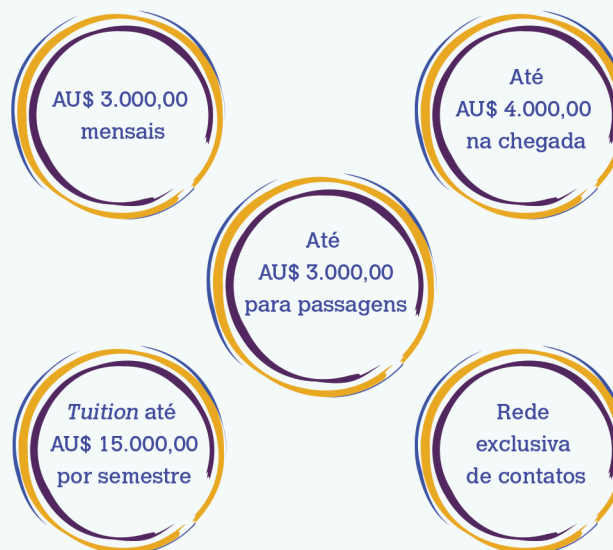 AU$ 3.000,00
mensais
Até
AU$ 4.000,00
na chegada
Até
AU$ 3.000,00
para passagens
Tuition até
AU$ 15.000,00
por semestre
Rede
exclusiva
de contatos